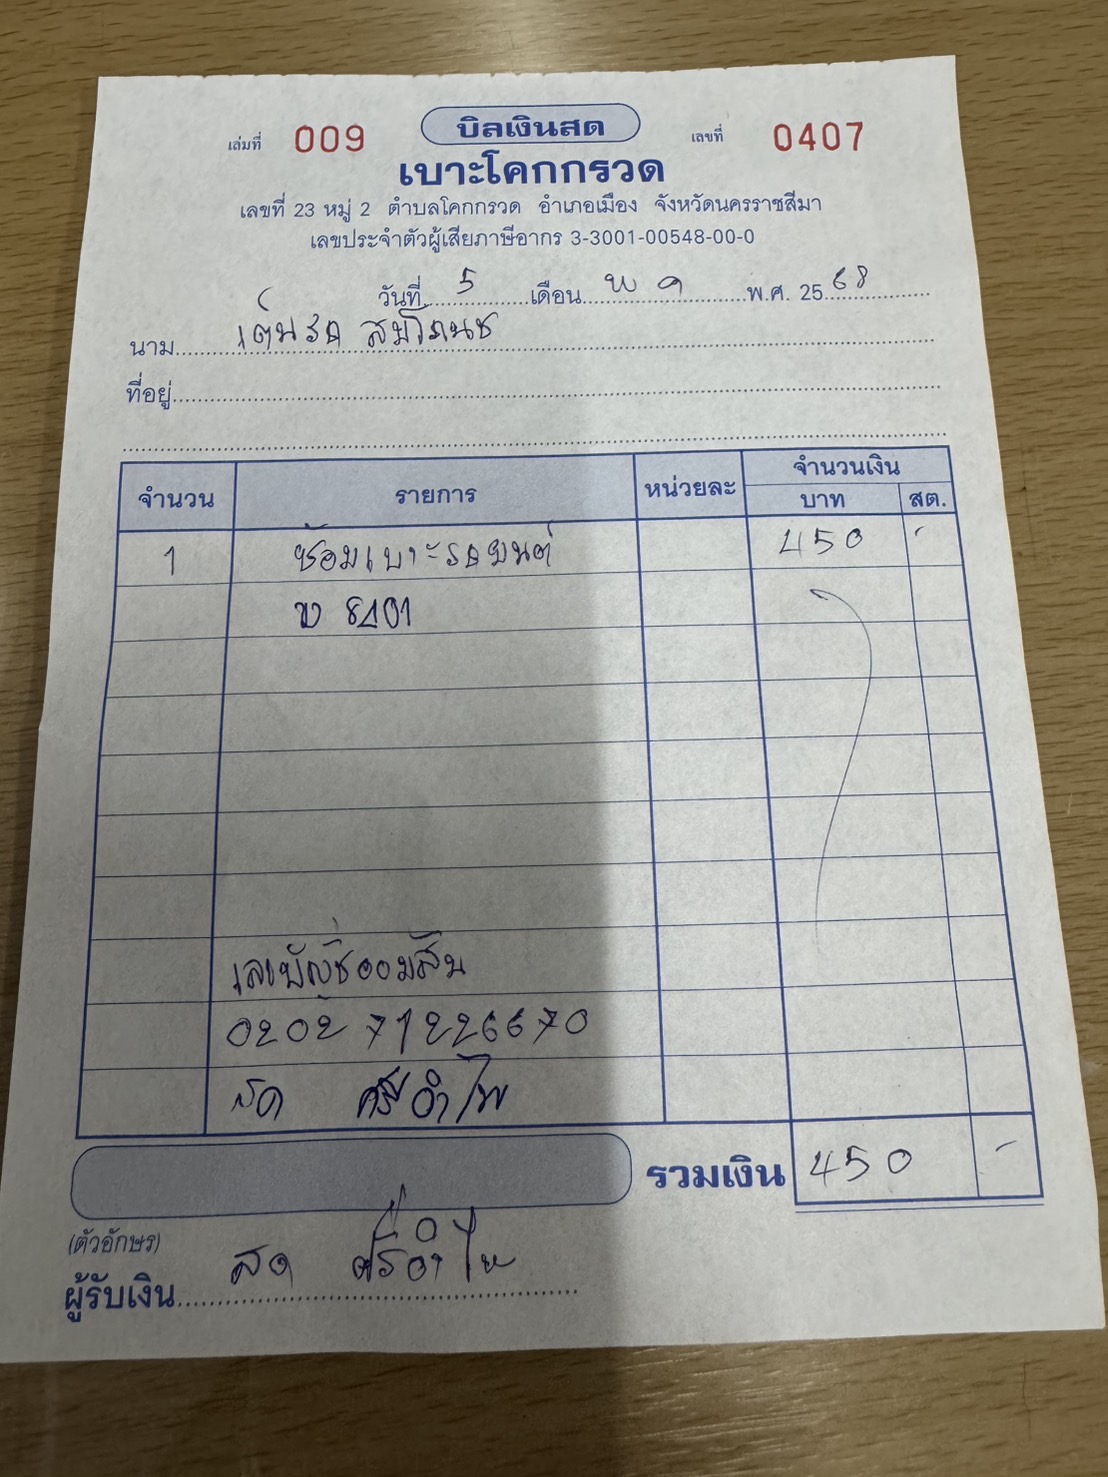 เล่มที่ 009 บิลเงินสด เลขที่ 0407
เบาะโคกกรวด
เลขที่ 23 หมู่ 2 ตำบลโคกกรวด อำเภอเมือง จังหวัดนครราชสีมา
เลขประจำตัวผู้เสียภาษีอากร 3-3001-00548-00-0
วันที่ 5 เดือน พ ค พ.ศ. 25 68
นาม เต้นรถ
ที่อยู่
จำนวน รายการ หน่วยละ จำนวนเงิน
บาท สต.
1 ซ่อมเบาะรถยนต์ 450 -
เลขบัญชีออมสิน
020271226670
สด ศรีอำไพ
รวมเงิน 450 -
(ตัวอักษร)
ผู้รับเงิน สด ศรีอำไพ